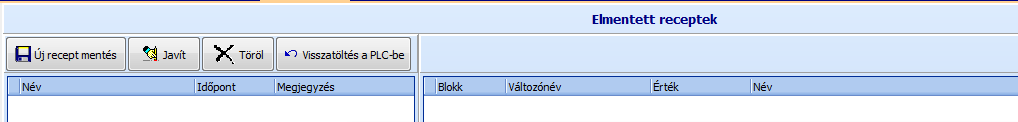 Elmentett receptek
Új recept mentés Javít Töröl Visszatöltés a PLC-be
Név Időpont Megjegyzés Blokk Változónév Érték Név